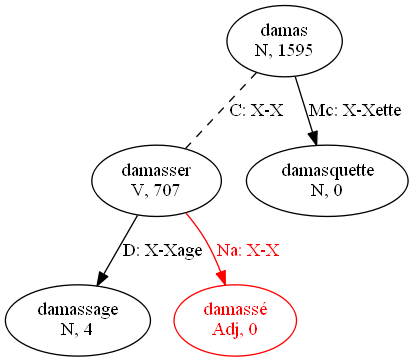 damas
N, 1595
C: X-X
Mc: X-Xette
damasser
V, 707
damasquette
N, 0
D: X-Xage
Na: X-X
damassage
N, 4
damassé
Adj, 0